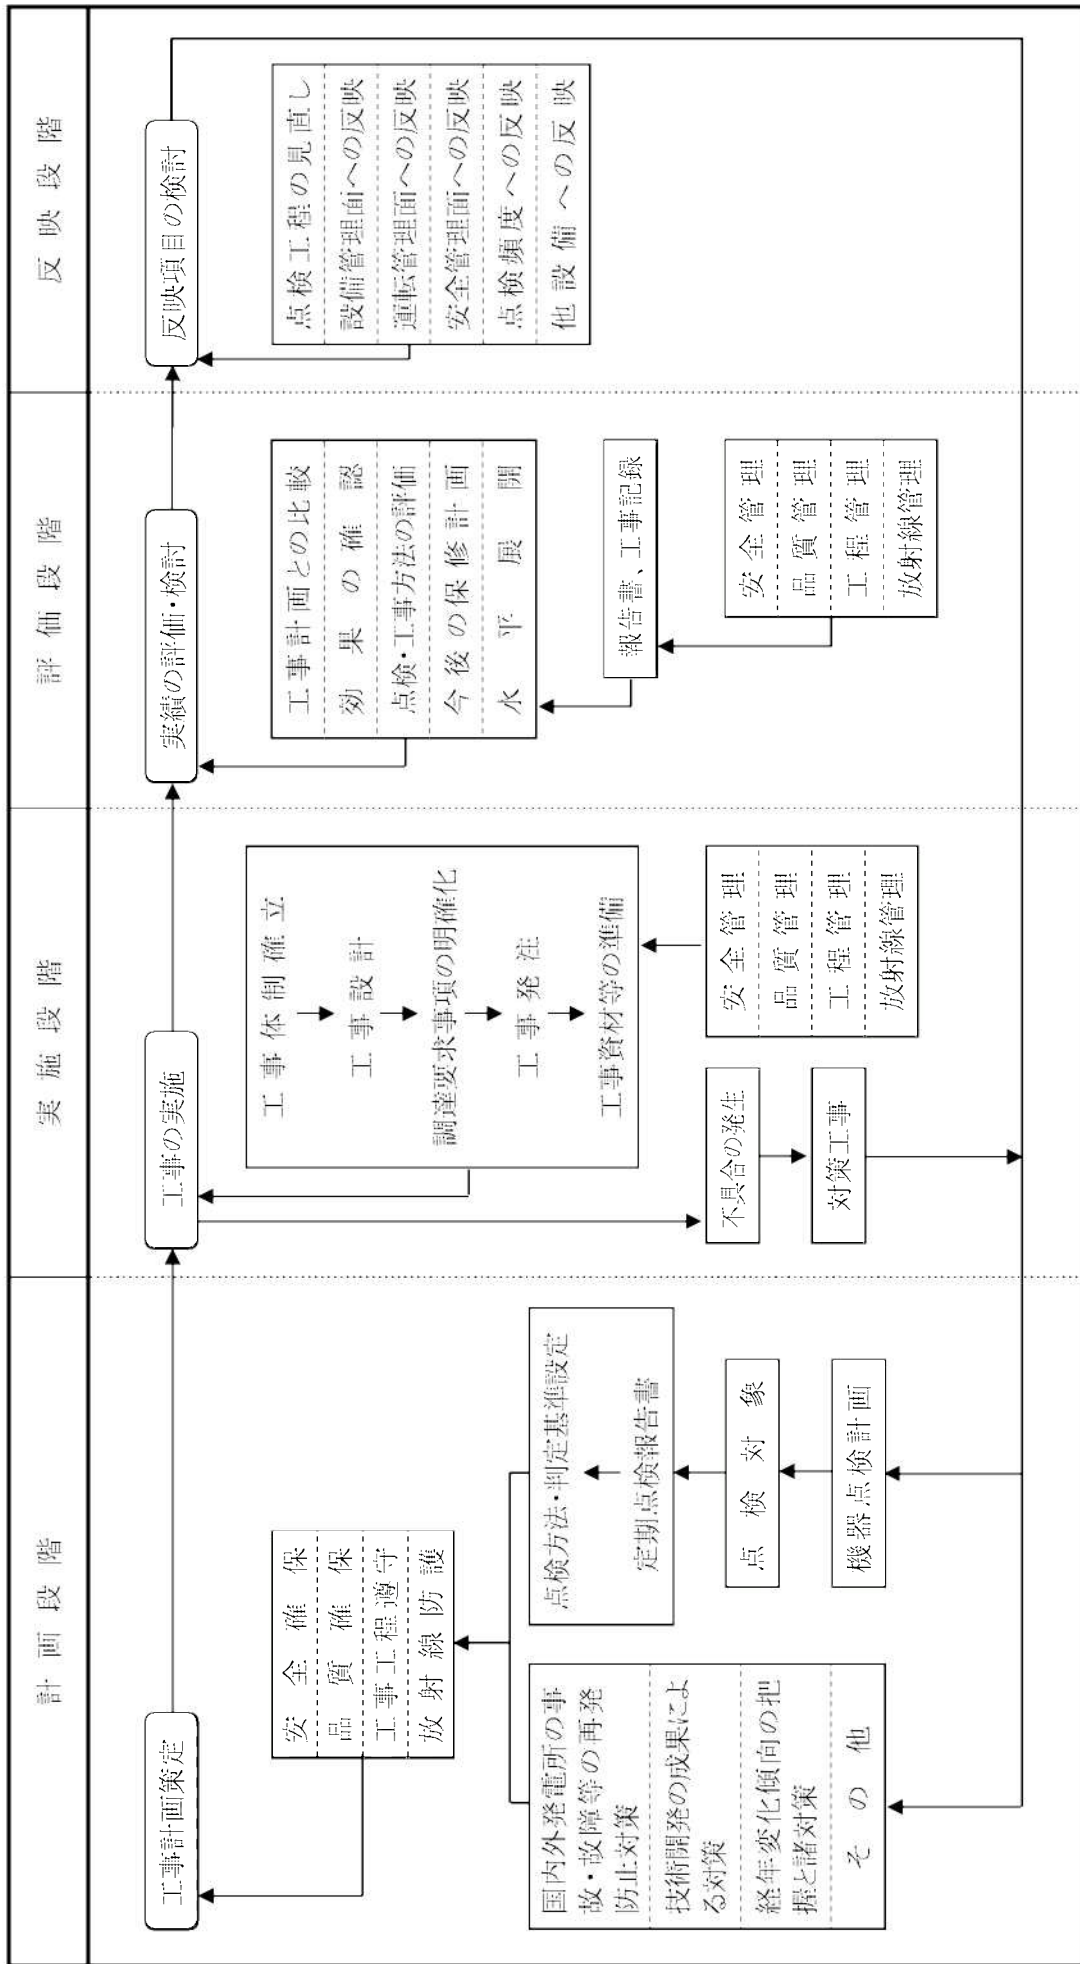 計画段階
実施段階
評価段階
反映段階
工事計画策定
工事の実施
実績の評価・検討
反映項目の検討
安全確保
品質確保
工事工程遵守
放射線防護
国内外発電所の事
故・故障等の再発
防止対策
技術開発の成果によ
る対策
経年変化傾向の把
握と諸対策
その他
点検方法・判定基準設定
定期点検報告書
点検対象
機器点検計画
工事体制確立
工事設計
調達要求事項の明確化
工事発注
工事資材等の準備
不具合の発生
対策工事
安全管理
品質管理
工程管理
放射線管理
工事計画との比較
効果の確認
点検・工事方法の評価
今後の保修計画
水平展開
報告書、工事記録
安全管理
品質管理
工程管理
放射線管理
点検工程の見直し
設備管理面への反映
運転管理面への反映
安全管理面への反映
点検頻度への反映
他設備への反映